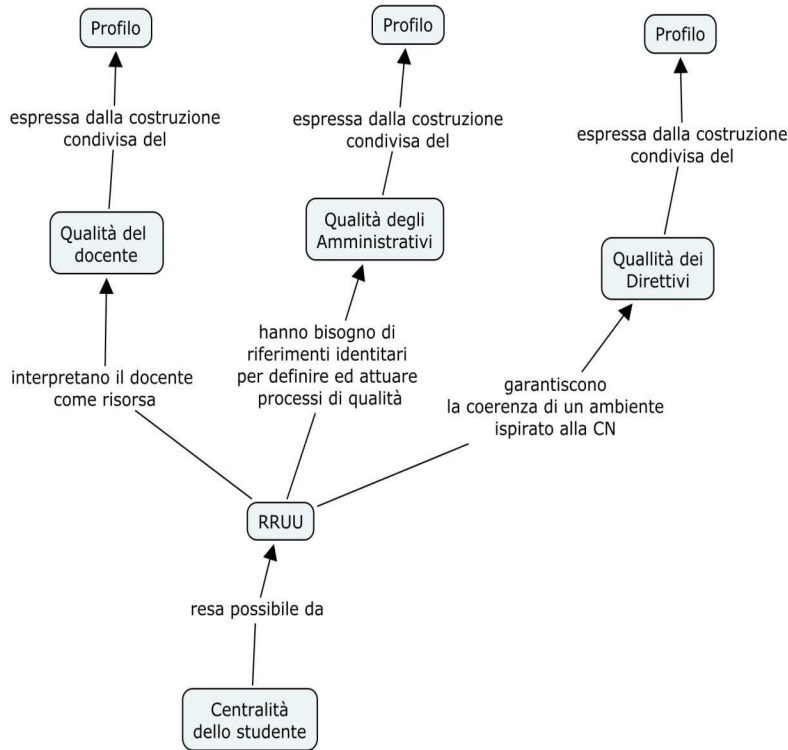 Profilo
Profilo
Profilo
espressa dalla costruzione
condivisa del
espressa dalla costruzione
condivisa del
espressa dalla costruzione
condivisa del
Qualità del
docente
Qualità degli
Amministrativi
Quallità dei
Direttivi
interpretano il docente
come risorsa
hanno bisogno di
riferimenti identitari
per definire ed attuare
processi di qualità
garantiscono
la coerenza di un ambiente
ispirato alla CN
RRUU
resa possibile da
Centralità
dello studente